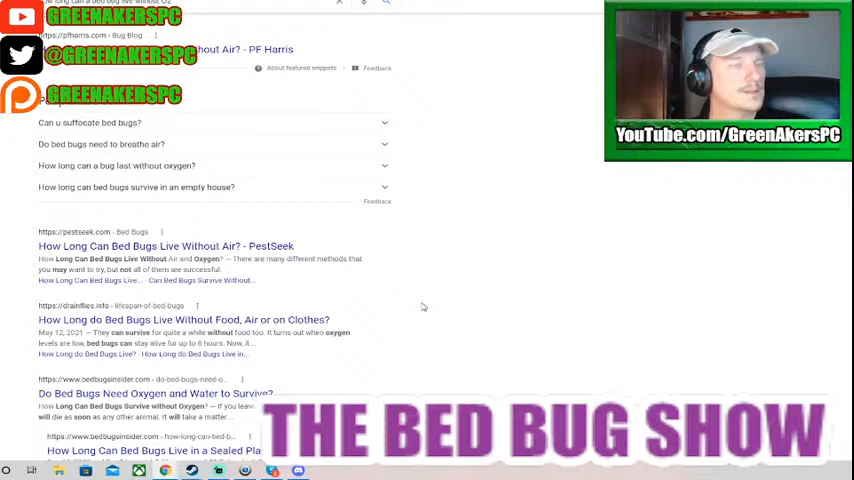 how long can a bed bug live without O2
GREENAKERSPC
https://pfharris.com › Bug Blog
without Air? - PF Harris
@GREENAKERSPC
About featured snippets
Feedback
GREENAKERSPC
Can u suffocate bed bugs?
Do bed bugs need to breathe air?
How long can a bug last without oxygen?
How long can bed bugs survive in an empty house?
Feedback
https://pestseek.com › Bed Bugs
How Long Can Bed Bugs Live Without Air? - PestSeek
How Long Can Bed Bugs Live Without Air and Oxygen? — There are many different methods that
you may want to try, but not all of them are successful.
How Long Can Bed Bugs Live... · Can Bed Bugs Survive Without...
https://drainflies.info › lifespan-of-bed-bugs
How Long do Bed Bugs Live Without Food, Air or on Clothes?
May 12, 2021 — They can survive for quite a while without food too. It turns out when oxygen
levels are low, bed bugs can stay alive for up to 8 hours. Now, it ...
How Long do Bed Bugs Live? · How Long do Bed Bugs Live in...
https://www.bedbugsinsider.com › do-bed-bugs-need-o...
Do Bed Bugs Need Oxygen and Water to Survive?
How Long Can Bed Bugs Survive without Oxygen? — If you leave
will die as soon as any other animal. It will take a matter ...
https://www.bedbugsinsider.com › how-long-can-bed-b...
How Long Can Bed Bugs Live in a Sealed Pla
YouTube.com/GreenAkersPC
THE BED BUG SHOW